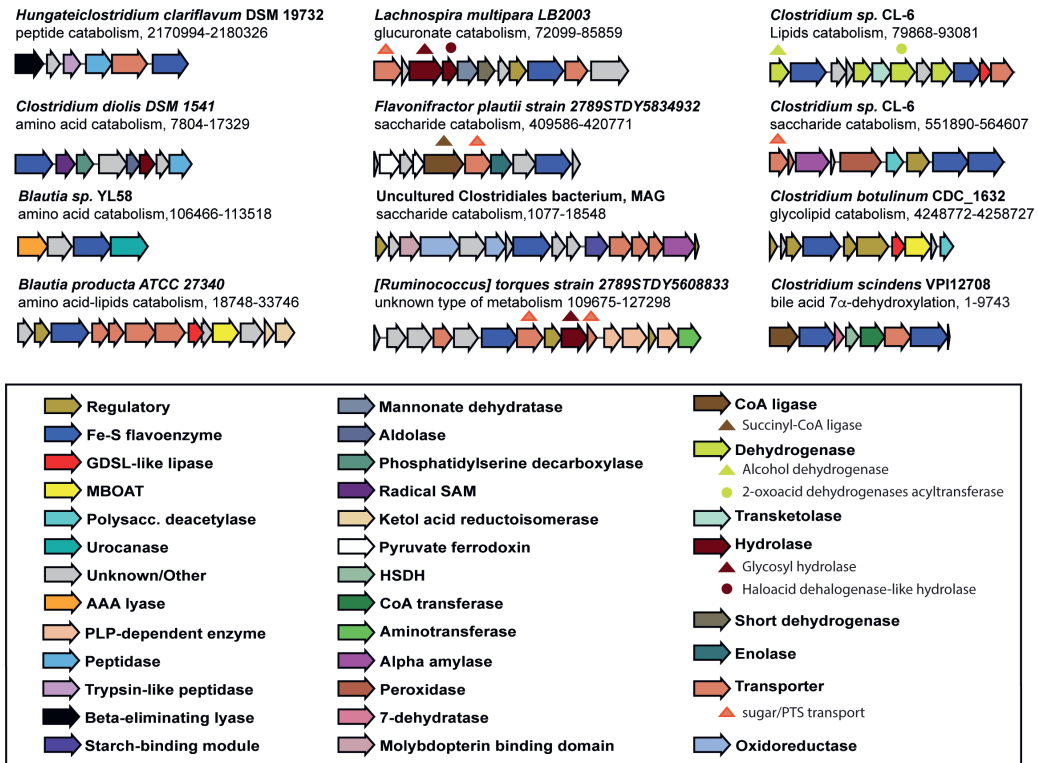 Hungateiclostridium clariflavum DSM 19732
peptide catabolism, 2170994-2180326
Clostridium diolis DSM 1541
amino acid catabolism, 7804-17329
Blautia sp. YL58
amino acid catabolism,106466-113518
Blautia producta ATCC 27340
amino acid-lipids catabolism, 18748-33746
Lachnospira multipara LB2003
glucuronate catabolism, 72099-85859
Flavonifractor plautii strain 2789STDY5834932
saccharide catabolism, 409586-420771
Uncultured Clostridiales bacterium, MAG
saccharide catabolism,1077-18548
[Ruminococcus] torques strain 2789STDY5608833
unknown type of metabolism 109675-127298
Clostridium sp. CL-6
Lipids catabolism, 79868-93081
Clostridium sp. CL-6
saccharide catabolism, 551890-564607
Clostridium botulinum CDC_1632
glycolipid catabolism, 4248772-4258727
Clostridium scindens VPI12708
bile acid 7α-dehydroxylation, 1-9743
Regulatory
Fe-S flavoenzyme
GDSL-like lipase
MBOAT
Polysacc. deacetylase
Urocanase
Unknown/Other
AAA lyase
PLP-dependent enzyme
Peptidase
Trypsin-like peptidase
Beta-eliminating lyase
Starch-binding module
Mannonate dehydratase
Aldolase
Phosphatidylserine decarboxylase
Radical SAM
Ketol acid reductoisomerase
Pyruvate ferrodoxin
HSDH
CoA transferase
Aminotransferase
Alpha amylase
Peroxidase
7-dehydratase
Molybdopterin binding domain
CoA ligase
Succinyl-CoA ligase
Dehydrogenase
Alcohol dehydrogenase
2-oxoacid dehydrogenases acyltransferase
Transketolase
Hydrolase
Glycosyl hydrolase
Haloacid dehalogenase-like hydrolase
Short dehydrogenase
Enolase
Transporter
sugar/PTS transport
Oxidoreductase